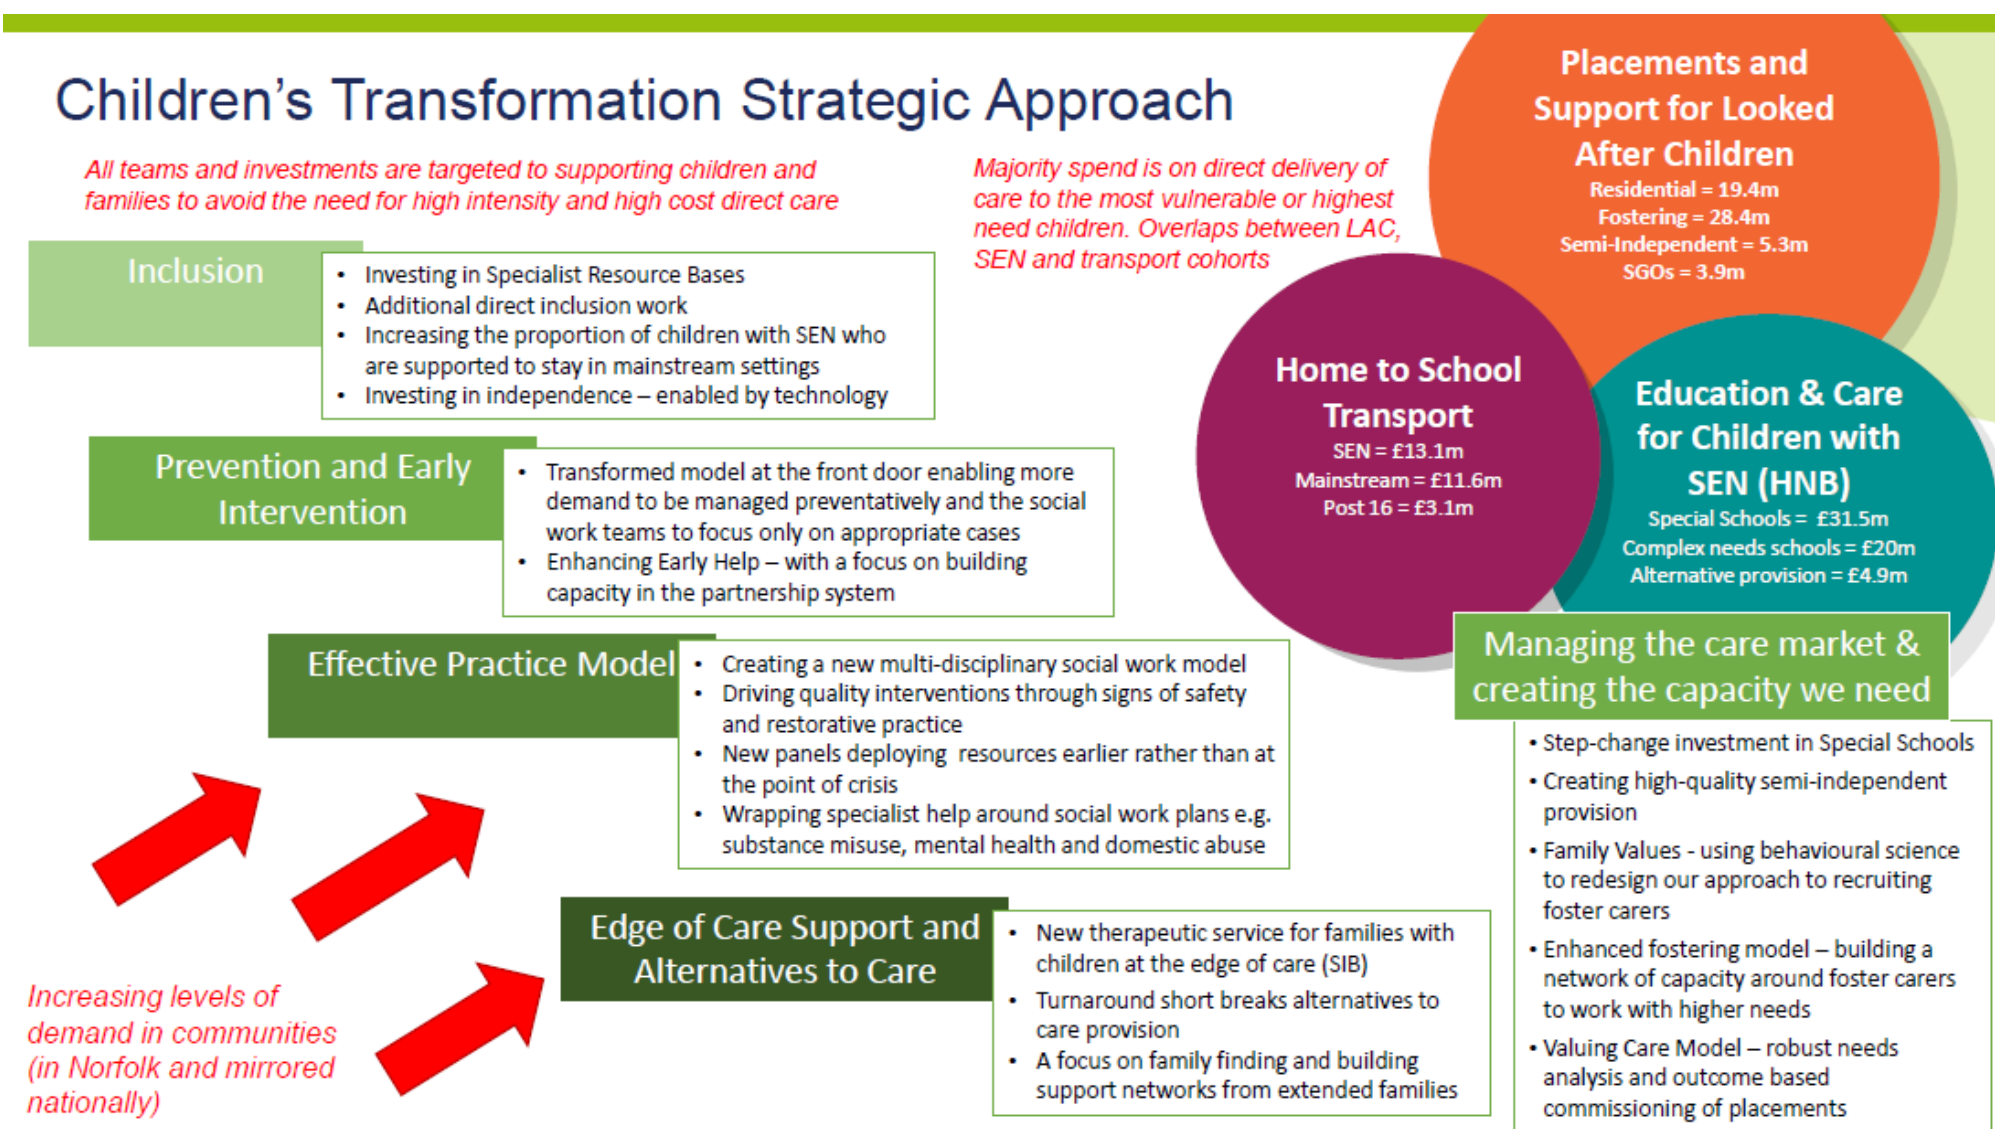 Children's Transformation Strategic Approach
All teams and investments are targeted to supporting children and
families to avoid the need for high intensity and high cost direct care
Majority spend is on direct delivery of
care to the most vulnerable or highest
need children. Overlaps between LAC,
SEN and transport cohorts
Placements and
Support for Looked
After Children
Residential = 19.4m
Fostering = 28.4m
Semi-Independent = 5.3m
SGOs = 3.9m
Home to School
Transport
SEN = £13.1m
Mainstream = £11.6m
Post 16 = £3.1m
Education & Care
for Children with
SEN (HNB)
Special Schools = £31.5m
Complex needs schools = £20m
Alternative provision = £4.9m
Inclusion
• Investing in Specialist Resource Bases
• Additional direct inclusion work
• Increasing the proportion of children with SEN who
are supported to stay in mainstream settings
• Investing in independence – enabled by technology
Prevention and Early
Intervention
• Transformed model at the front door enabling more
demand to be managed preventatively and the social
work teams to focus only on appropriate cases
• Enhancing Early Help – with a focus on building
capacity in the partnership system
Effective Practice Model
• Creating a new multi-disciplinary social work model
• Driving quality interventions through signs of safety
and restorative practice
• New panels deploying resources earlier rather than at
the point of crisis
• Wrapping specialist help around social work plans e.g.
substance misuse, mental health and domestic abuse
Edge of Care Support and
Alternatives to Care
• New therapeutic service for families with
children at the edge of care (SIB)
• Turnaround short breaks alternatives to
care provision
• A focus on family finding and building
support networks from extended families
Managing the care market &
creating the capacity we need
• Step-change investment in Special Schools
• Creating high-quality semi-independent
provision
• Family Values - using behavioural science
to redesign our approach to recruiting
foster carers
• Enhanced fostering model – building a
network of capacity around foster carers
to work with higher needs
• Valuing Care Model – robust needs
analysis and outcome based
commissioning of placements
Increasing levels of
demand in communities
(in Norfolk and mirrored
nationally)